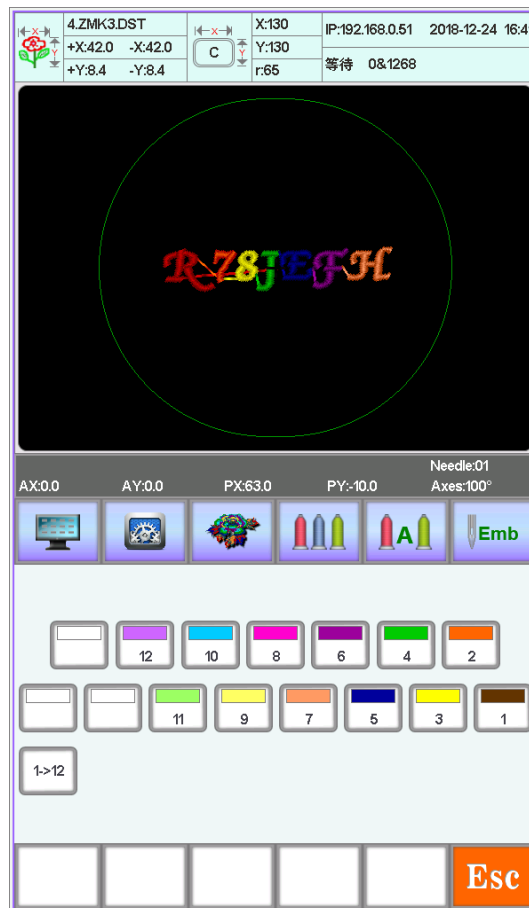 4.ZMK3.DST
+X:42.0 -X:42.0
+Y:8.4 -Y:8.4
X
Y
C
X
Y
X:130
Y:130
r:65
IP:192.168.0.51 2018-12-24 16:4
等待 0&1268
R Z8JEFH
Needle:01
AX:0.0 AY:0.0 PX:63.0 PY:-10.0 Axes:100°
A
Emb
12 10 8 6 4 2
11 9 7 5 3 1
1->12
Esc